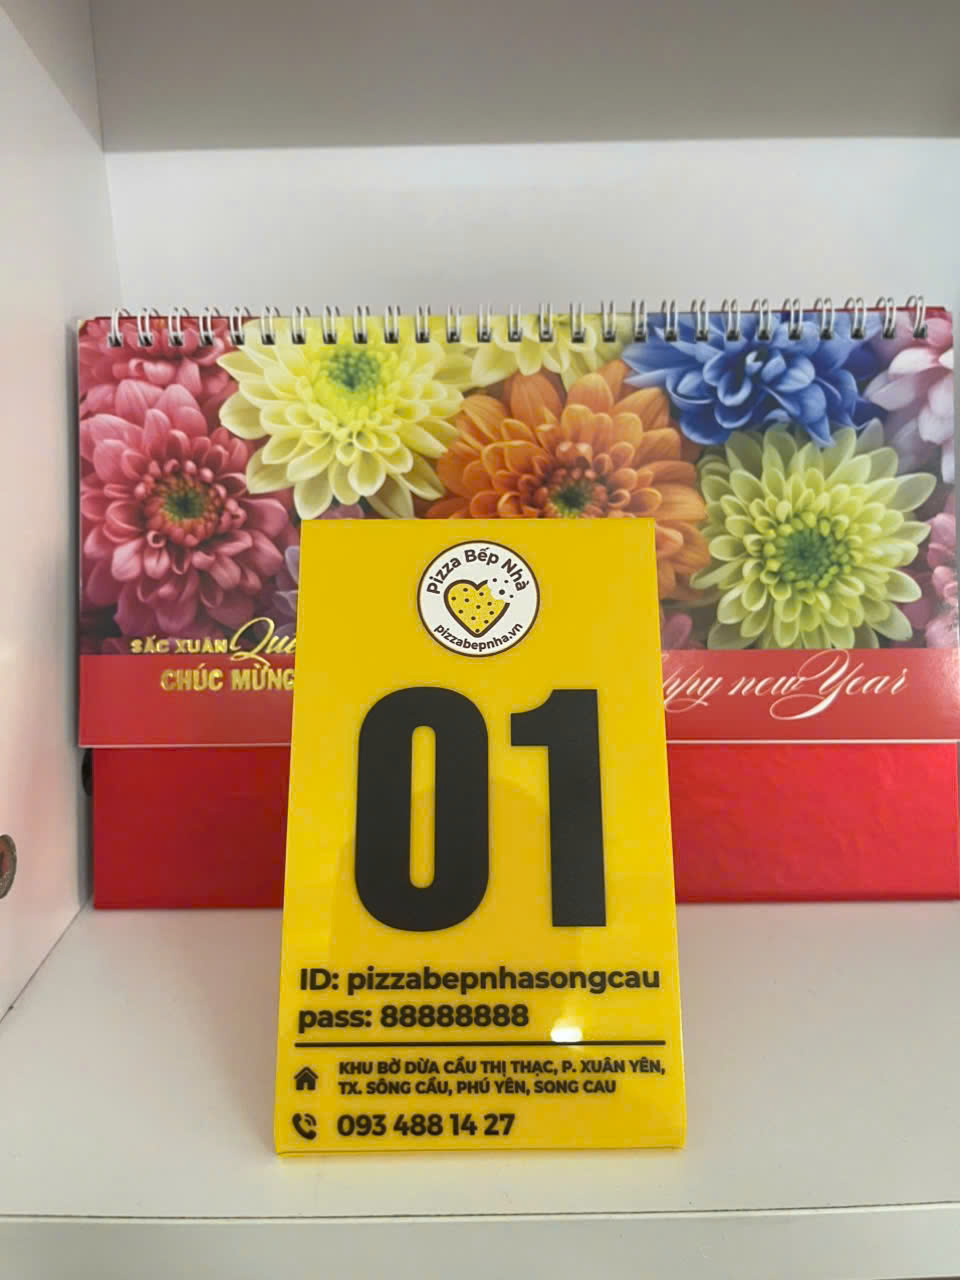 SẮC XUÂN
CHÚC MỪNG
Happy new Year
Pizza Bếp Nhà
pizzabepnha.vn
01
ID: pizzabepnhasongcau
pass: 88888888
KHU BỜ DỪA CẦU THỊ THẠC, P. XUÂN YÊN,
TX. SÔNG CẦU, PHÚ YÊN, SONG CAU
093 488 14 27